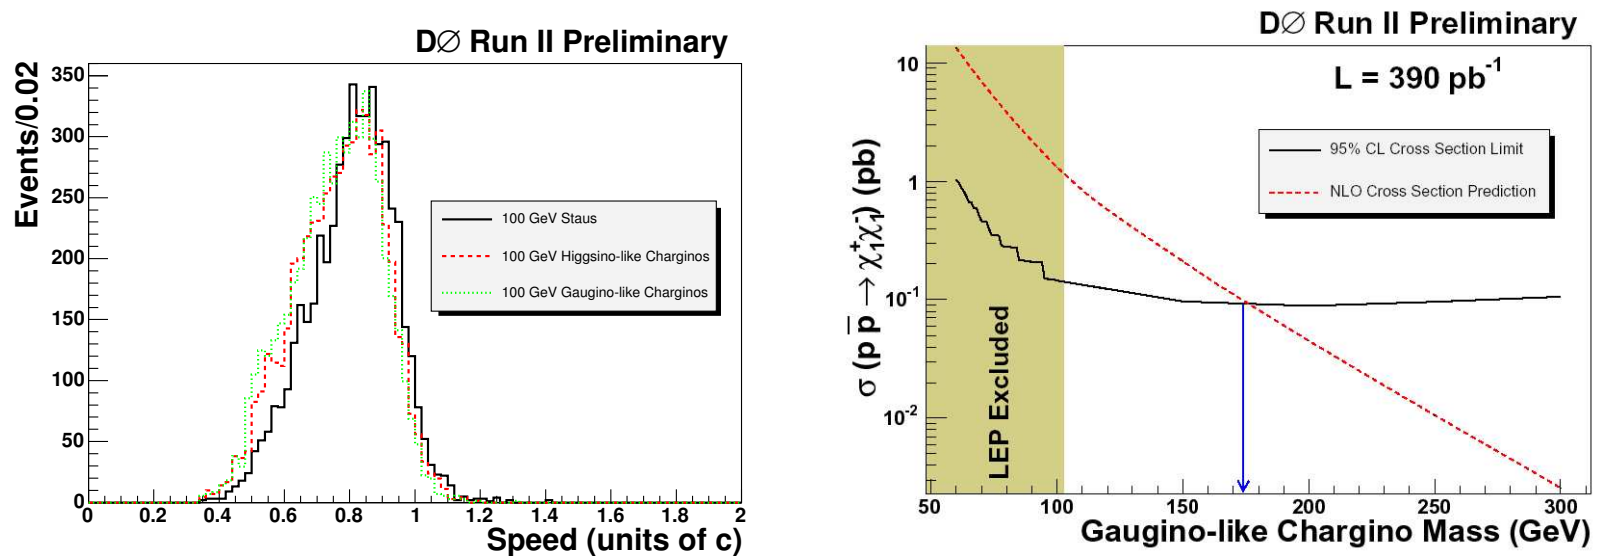 DØ Run II Preliminary
Events/0.02
350
300
250
200
150
100
50
0
100 GeV Staus
100 GeV Higgsino-like Charginos
100 GeV Gaugino-like Charginos
0 0.2 0.4 0.6 0.8 1 1.2 1.4 1.6 1.8 2
Speed (units of c)
DØ Run II Preliminary
L = 390 pb⁻¹
σ (p p̅ → χ₁⁺χ₁⁻) (pb)
10
1
10⁻¹
10⁻²
95% CL Cross Section Limit
NLO Cross Section Prediction
LEP Excluded
50 100 150 200 250 300
Gaugino-like Chargino Mass (GeV)